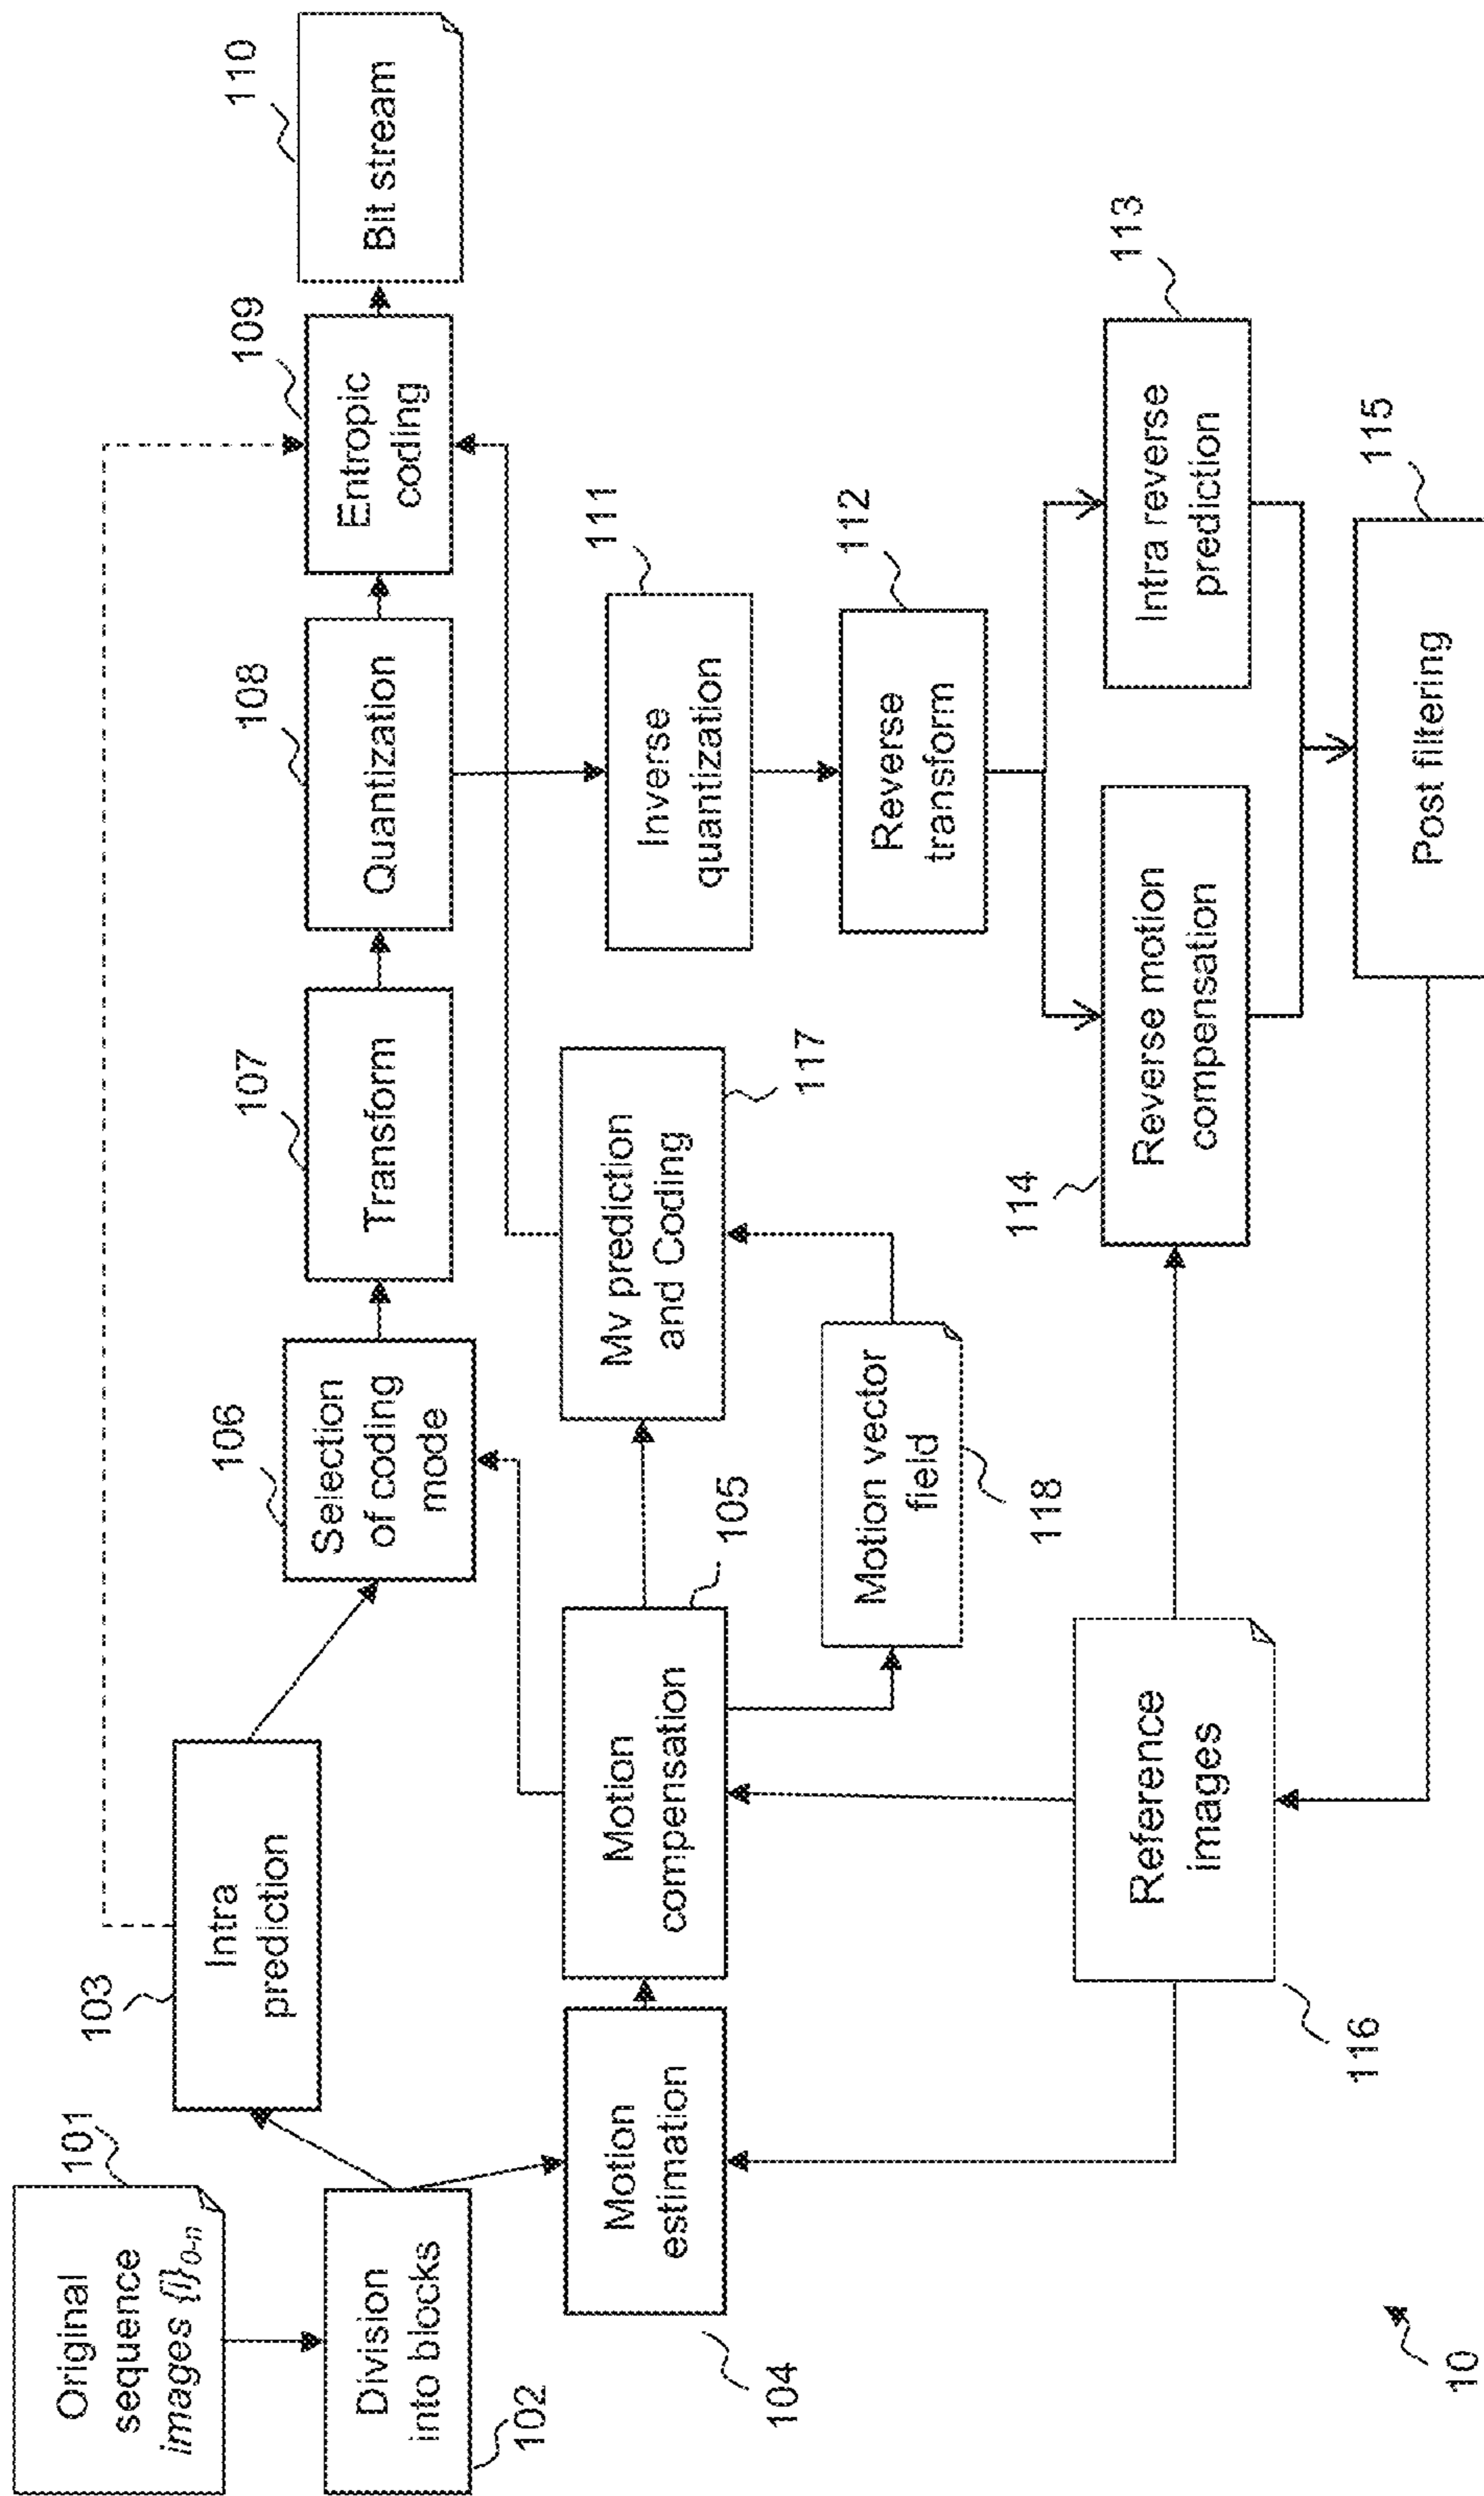 101
Original
sequence
images {I}0-n
102
Division
into blocks
103
Intra
prediction
104
Motion
estimation
105
Motion
compensation
106
Selection
of coding
mode
107
Transform
108
Quantization
109
Entropic
coding
110
Bit stream
117
Mv prediction
and Coding
118
Motion vector
field
111
Inverse
quantization
112
Reverse
transform
113
Intra reverse
prediction
114
Reverse motion
compensation
115
Post filtering
116
Reference
images
10